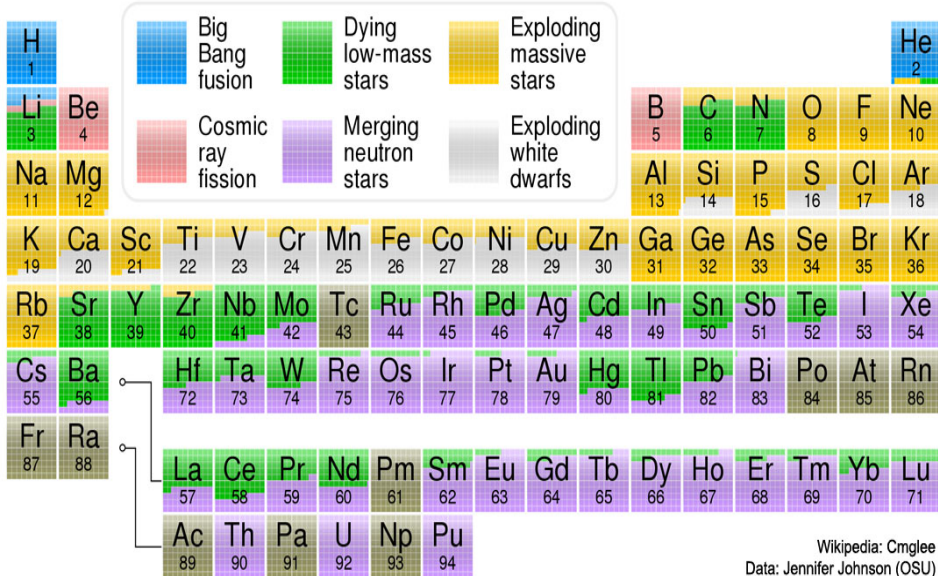 H
1
Big
Bang
fusion
Dying
low-mass
stars
Exploding
massive
stars
He
2
Li
3
Be
4
Cosmic
ray
fission
Merging
neutron
stars
Exploding
white
dwarfs
B
5
C
6
N
7
O
8
F
9
Ne
10
Na
11
Mg
12
Al
13
Si
14
P
15
S
16
Cl
17
Ar
18
K
19
Ca
20
Sc
21
Ti
22
V
23
Cr
24
Mn
25
Fe
26
Co
27
Ni
28
Cu
29
Zn
30
Ga
31
Ge
32
As
33
Se
34
Br
35
Kr
36
Rb
37
Sr
38
Y
39
Zr
40
Nb
41
Mo
42
Tc
43
Ru
44
Rh
45
Pd
46
Ag
47
Cd
48
In
49
Sn
50
Sb
51
Te
52
I
53
Xe
54
Cs
55
Ba
56
Hf
72
Ta
73
W
74
Re
75
Os
76
Ir
77
Pt
78
Au
79
Hg
80
Tl
81
Pb
82
Bi
83
Po
84
At
85
Rn
86
Fr
87
Ra
88
La
57
Ce
58
Pr
59
Nd
60
Pm
61
Sm
62
Eu
63
Gd
64
Tb
65
Dy
66
Ho
67
Er
68
Tm
69
Yb
70
Lu
71
Ac
89
Th
90
Pa
91
U
92
Np
93
Pu
94
Wikipedia: Cmglee
Data: Jennifer Johnson (OSU)